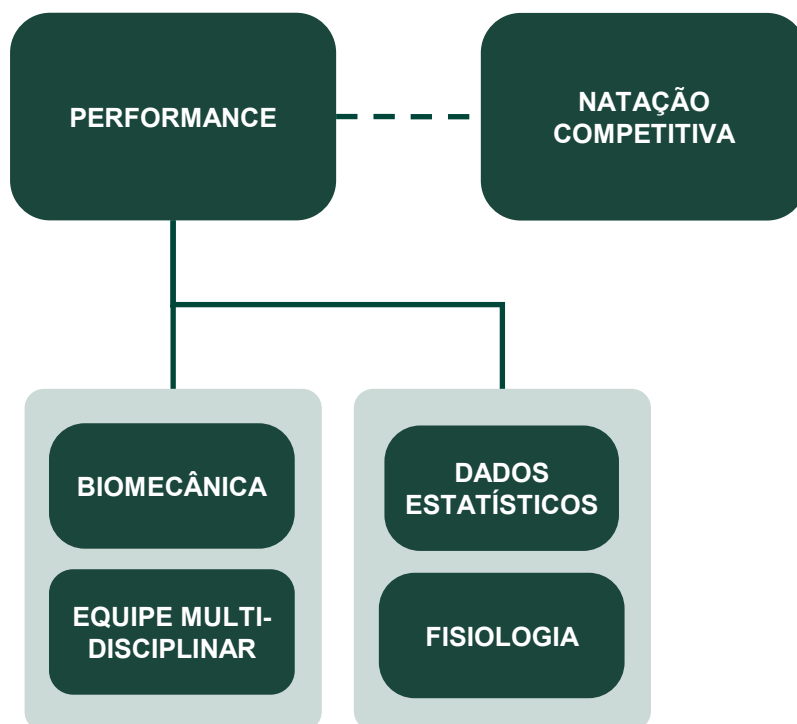 PERFORMANCE
NATAÇÃO
COMPETITIVA
BIOMECÂNICA
EQUIPE MULTI-
DISCIPLINAR
DADOS
ESTATÍSTICOS
FISIOLOGIA